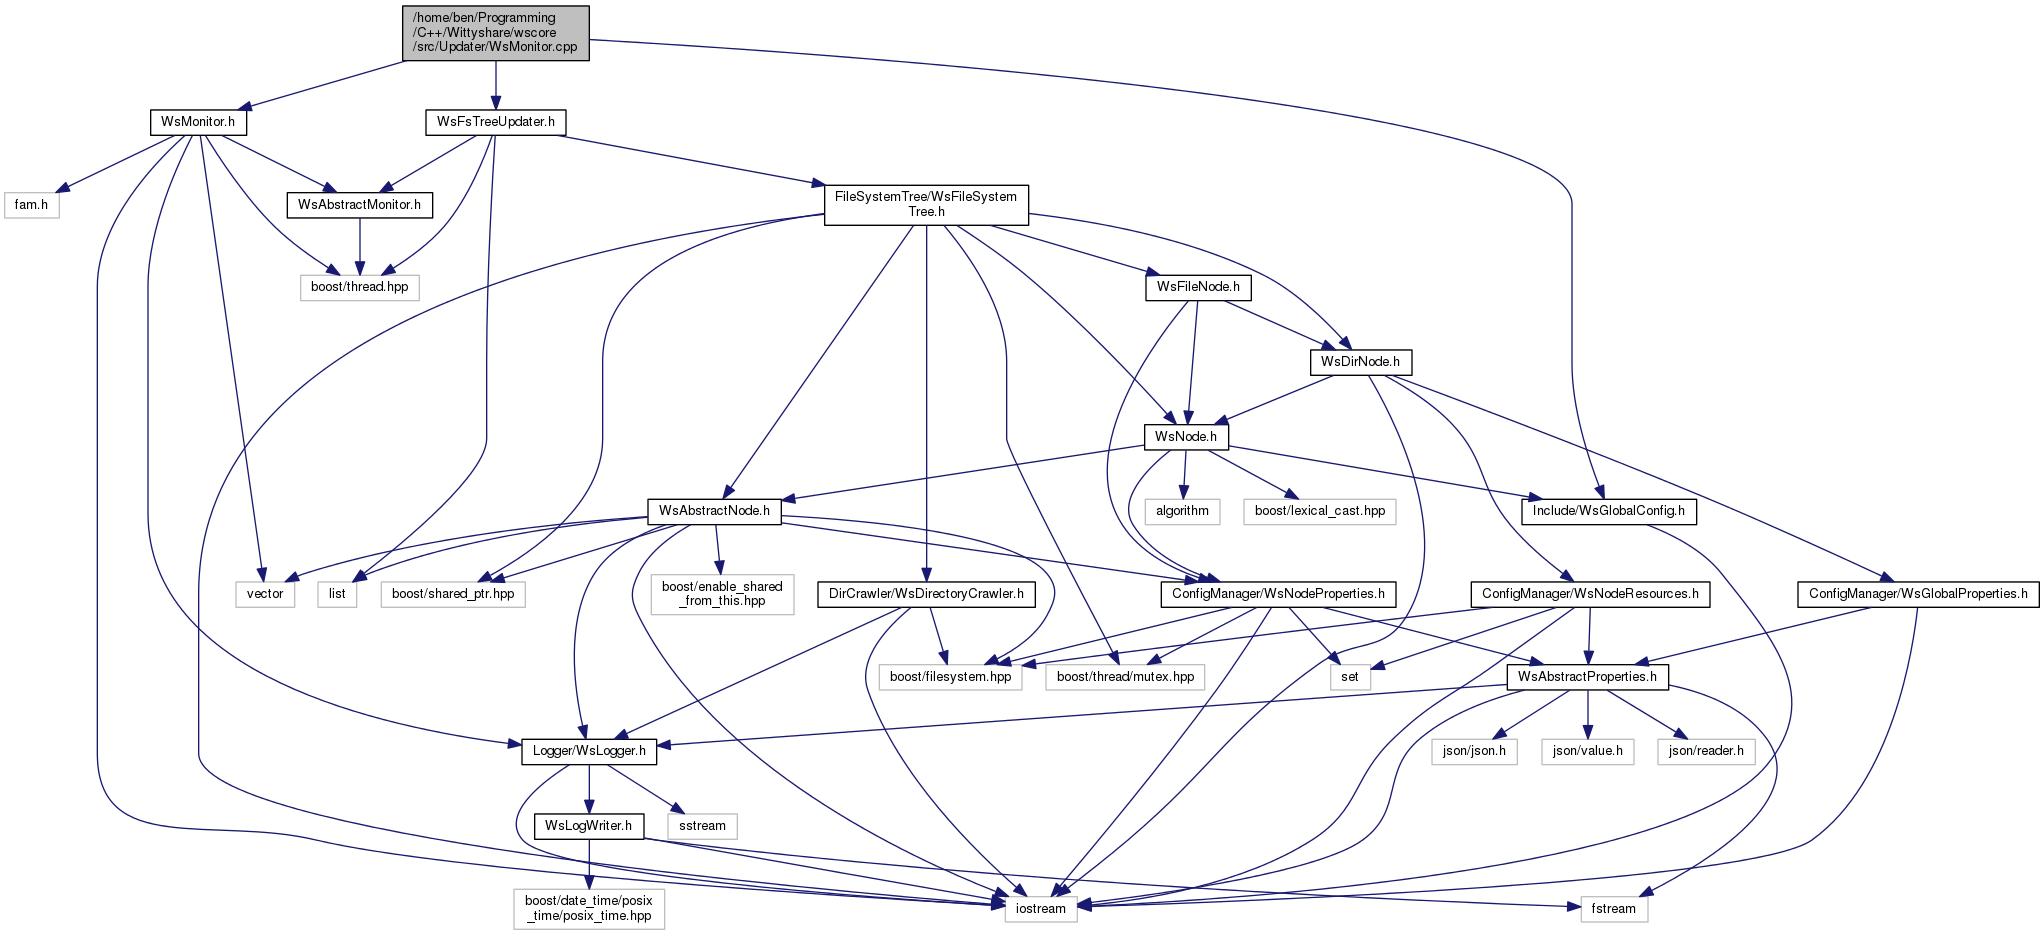 /home/ben/Programming
/C++/Wittyshare/wscore
/src/Updater/WsMonitor.cpp
WsMonitor.h
WsFsTreeUpdater.h
fam.h
WsAbstractMonitor.h
FileSystemTree/WsFileSystem
Tree.h
boost/thread.hpp
WsFileNode.h
WsDirNode.h
WsNode.h
WsAbstractNode.h
algorithm
boost/lexical_cast.hpp
Include/WsGlobalConfig.h
vector
list
boost/shared_ptr.hpp
boost/enable_shared
_from_this.hpp
DirCrawler/WsDirectoryCrawler.h
ConfigManager/WsNodeProperties.h
ConfigManager/WsNodeResources.h
ConfigManager/WsGlobalProperties.h
boost/filesystem.hpp
boost/thread/mutex.hpp
set
WsAbstractProperties.h
Logger/WsLogger.h
json/json.h
json/value.h
json/reader.h
WsLogWriter.h
sstream
boost/date_time/posix
_time/posix_time.hpp
iostream
fstream